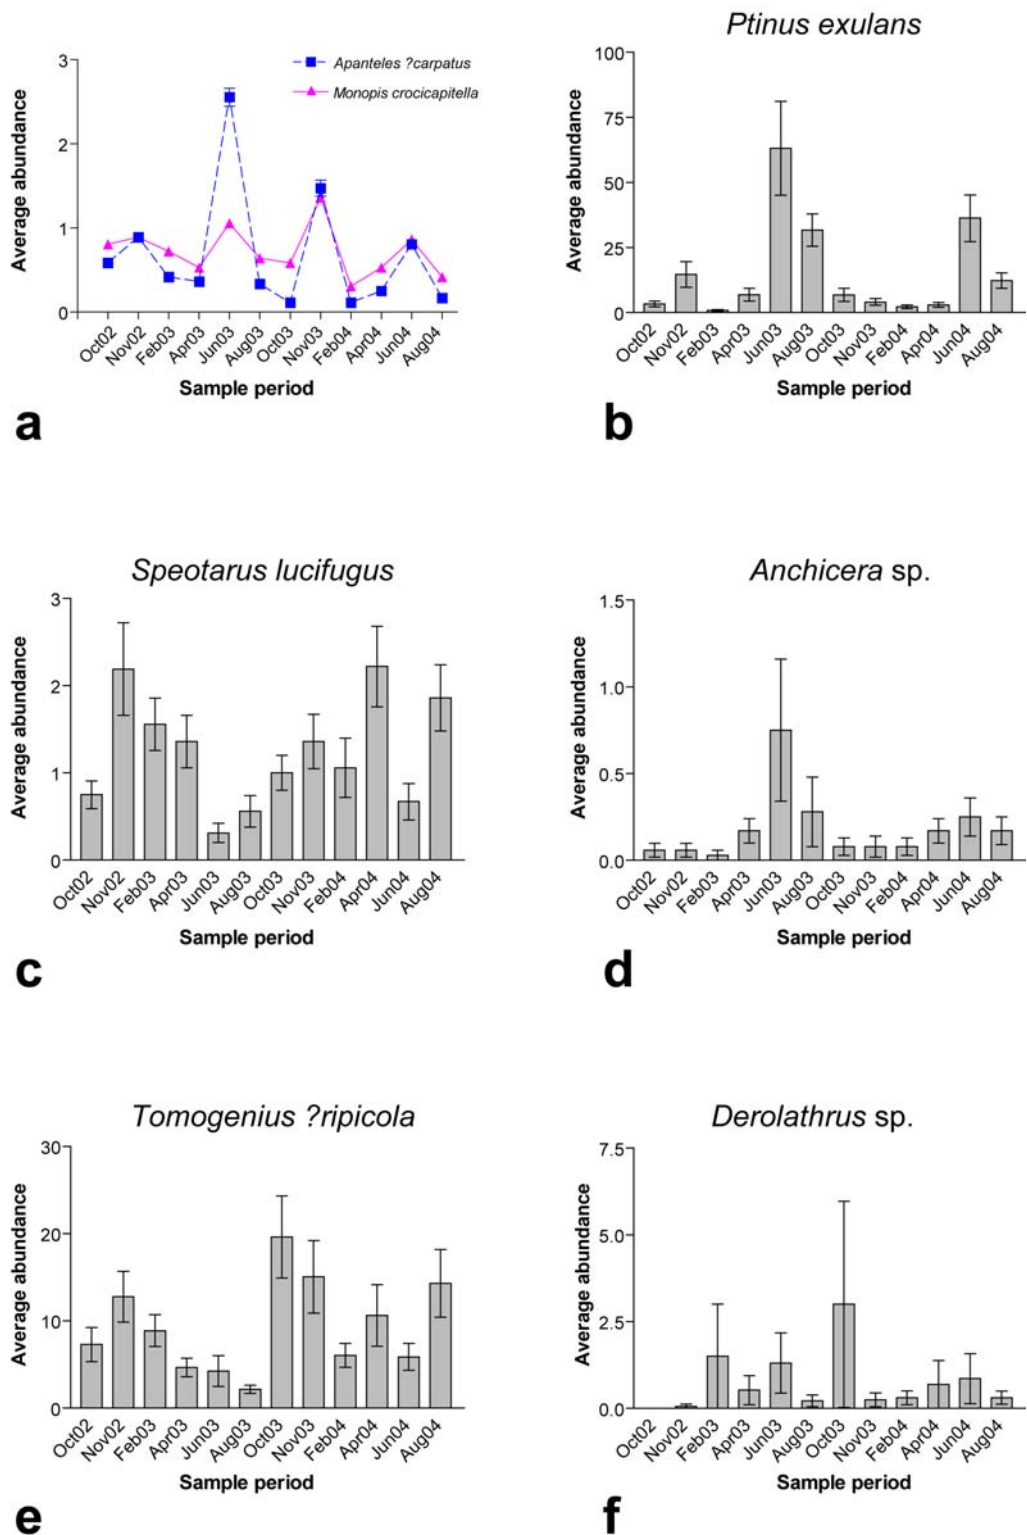 Apanteles ?carpatus
Monopis crocicapitella
Average abundance
3
2
1
0
Oct02
Nov02
Feb03
Apr03
Jun03
Aug03
Oct03
Nov03
Feb04
Apr04
Jun04
Aug04
Sample period
a
Ptinus exulans
Average abundance
100
75
50
25
0
Oct02
Nov02
Feb03
Apr03
Jun03
Aug03
Oct03
Nov03
Feb04
Apr04
Jun04
Aug04
Sample period
b
Speotarus lucifugus
Average abundance
3
2
1
0
Oct02
Nov02
Feb03
Apr03
Jun03
Aug03
Oct03
Nov03
Feb04
Apr04
Jun04
Aug04
Sample period
c
Anchicera sp.
Average abundance
1.5
1.0
0.5
0.0
Oct02
Nov02
Feb03
Apr03
Jun03
Aug03
Oct03
Nov03
Feb04
Apr04
Jun04
Aug04
Sample period
d
Tomogenius ?ripicola
Average abundance
30
20
10
0
Oct02
Nov02
Feb03
Apr03
Jun03
Aug03
Oct03
Nov03
Feb04
Apr04
Jun04
Aug04
Sample period
e
Derolathrus sp.
Average abundance
7.5
5.0
2.5
0.0
Oct02
Nov02
Feb03
Apr03
Jun03
Aug03
Oct03
Nov03
Feb04
Apr04
Jun04
Aug04
Sample period
f